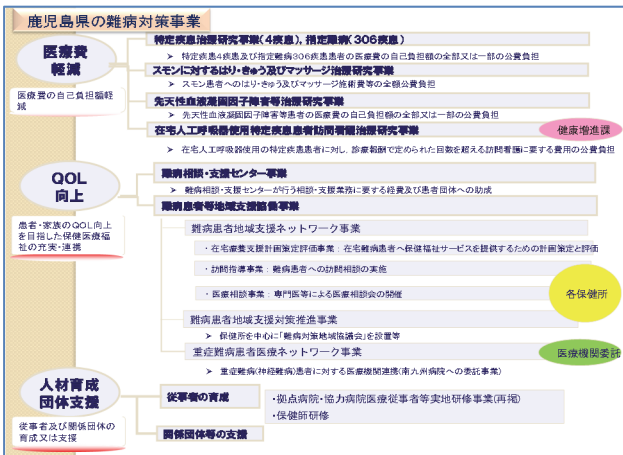 鹿児島県の難病対策事業
医療費
軽減
医療費の自己負担額軽
減
特定疾患治療研究事業(4疾患),指定難病(306疾患)
➢ 特定疾患4疾患及び指定難病306疾患患者の医療費の自己負担額の全部又は一部の公費負担
スモンに対するはり・きゅう及びマッサージ治療研究事業
➢ スモン患者へのはり・きゅう及びマッサージ施術費等の全額公費負担
先天性血液凝固因子障害等治療研究事業
➢ 先天性血液凝固因子障害等患者の医療費の自己負担額の全部又は一部の公費負担
在宅人工呼吸器使用特定疾患患者訪問看護治療研究事業
健康増進課
➢ 在宅人工呼吸器使用の特定疾患患者に対し,診療報酬で定められた回数を超える訪問看護に要する費用の公費負担
QOL
向上
患者・家族のQOL向上
を目指した保健医療福
祉の充実・連携
難病相談・支援センター事業
➢ 難病相談・支援センターが行う相談・支援業務に要する経費及び患者団体への助成
難病患者等地域支援協働事業
難病患者地域支援ネットワーク事業
・在宅療養支援計画策定評価事業:在宅難病患者へ保健福祉サービスを提供するための計画策定と評価
・訪問指導事業:難病患者への訪問相談の実施
・医療相談事業:専門医等による医療相談会の開催
各保健所
難病患者地域支援対策推進事業
➢ 保健所を中心に「難病対策地域協議会」を設置等
重症難病患者医療ネットワーク事業
医療機関委託
➢ 重症難病(神経難病)患者に対する医療機関連携(南九州病院への委託事業)
人材育成
団体支援
従事者及び関係団体の
育成又は支援
従事者の育成
・拠点病院・協力病院医療従事者等実地研修事業(再掲)
・保健師研修
関係団体等の支援